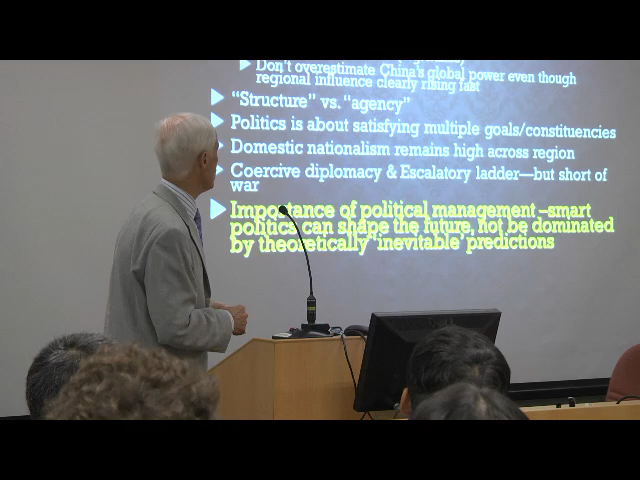 Don't overestimate China's global power even though
regional influence clearly rising fast
"Structure" vs. "agency"
Politics is about satisfying multiple goals/constituencies
Domestic nationalism remains high across region
Coercive diplomacy & Escalatory ladder—but short of
war
Importance of political management –smart
politics can shape the future, not be dominated
by theoretically 'inevitable' predictions